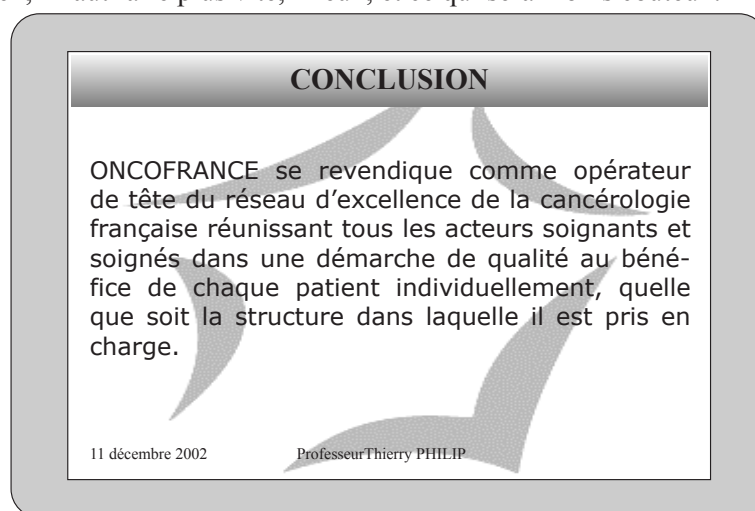 CONCLUSION
ONCOFRANCE se revendique comme opérateur
de tête du réseau d’excellence de la cancérologie
française réunissant tous les acteurs soignants et
soignés dans une démarche de qualité au béné-
fice de chaque patient individuellement, quelle
que soit la structure dans laquelle il est pris en
charge.
11 décembre 2002 ProfesseurThierry PHILIP